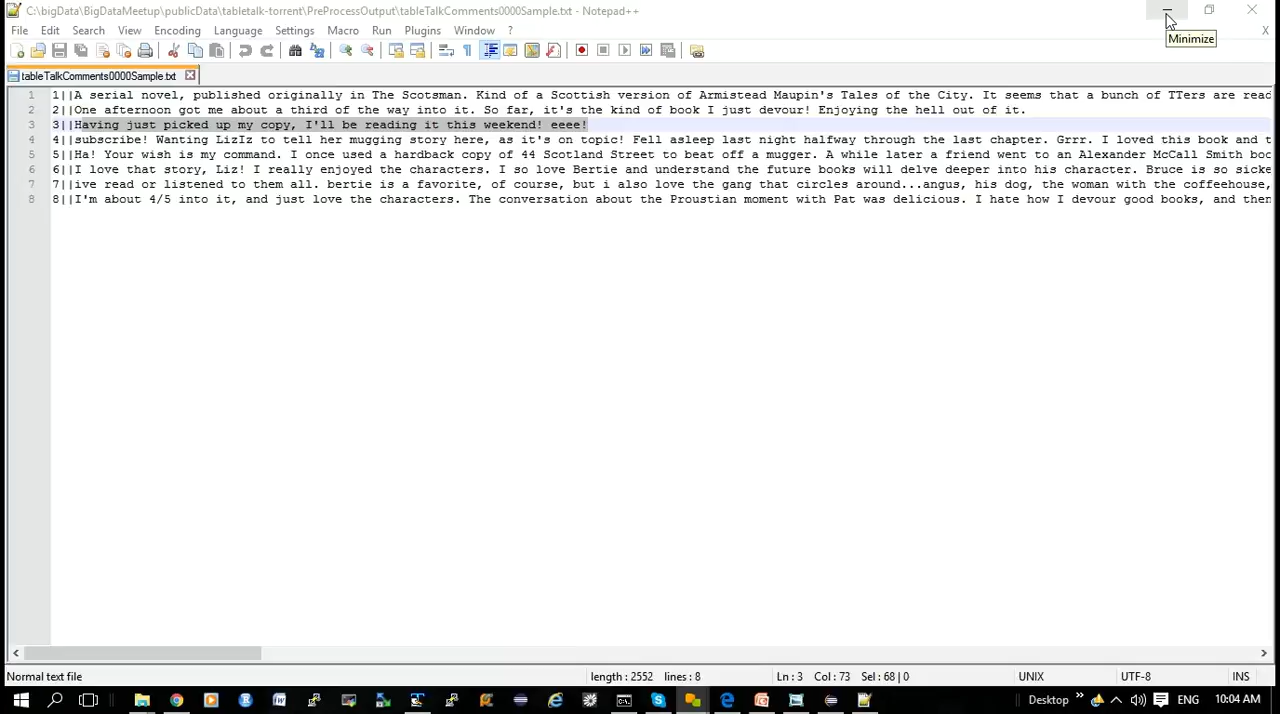 C:\bigData\BigDataMeetup\publicData\tabletalk-torrent\PreProcessOutput\tableTalkComments0000Sample.txt - Notepad++
Minimize
File Edit Search View Encoding Language Settings Macro Run Plugins Window ? X
tableTalkComments0000Sample.txt
1 1||A serial novel, published originally in The Scotsman. Kind of a Scottish version of Armistead Maupin's Tales of the City. It seems that a bunch of TTers are read
2 2||One afternoon got me about a third of the way into it. So far, it's the kind of book I just devour! Enjoying the hell out of it.
3 3||Having just picked up my copy, I'll be reading it this weekend! eeee!
4 4||subscribe! Wanting LizIz to tell her mugging story here, as it's on topic! Fell asleep last night halfway through the last chapter. Grrr. I loved this book and t
5 5||Ha! Your wish is my command. I once used a hardback copy of 44 Scotland Street to beat off a mugger. A while later a friend went to an Alexander McCall Smith boo
6 6||I love that story, Liz! I really enjoyed the characters. I so love Bertie and understand the future books will delve deeper into his character. Bruce is so sicke
7 7||ive read or listened to them all. bertie is a favorite, of course, but i also love the gang that circles around...angus, his dog, the woman with the coffeehouse,
8 8||I'm about 4/5 into it, and just love the characters. The conversation about the Proustian moment with Pat was delicious. I hate how I devour good books, and then
Normal text file length : 2552 lines : 8 Ln : 3 Col : 73 Sel : 68 | 0 UNIX UTF-8 INS
Desktop ENG 10:04 AM